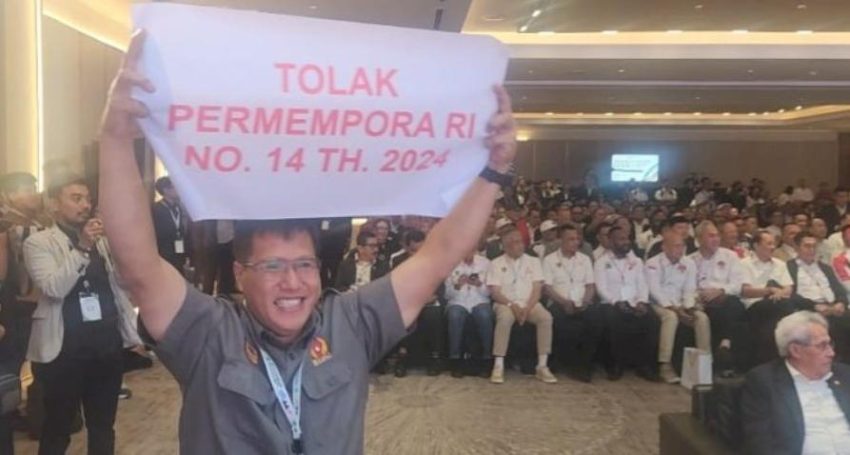 TOLAK
PERMEMPORA RI
NO. 14 TH. 2024